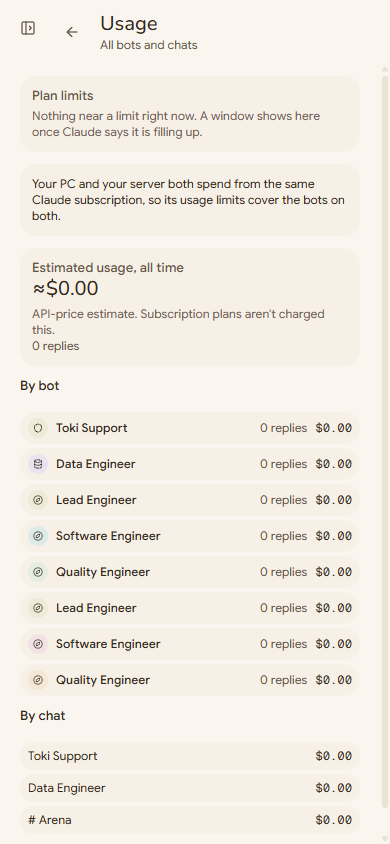 Usage
All bots and chats
Plan limits
Nothing near a limit right now. A window shows here
once Claude says it is filling up.
Your PC and your server both spend from the same
Claude subscription, so its usage limits cover the bots on
both.
Estimated usage, all time
≈$0.00
API-price estimate. Subscription plans aren't charged
this.
0 replies
By bot
Toki Support 0 replies $0.00
Data Engineer 0 replies $0.00
Lead Engineer 0 replies $0.00
Software Engineer 0 replies $0.00
Quality Engineer 0 replies $0.00
Lead Engineer 0 replies $0.00
Software Engineer 0 replies $0.00
Quality Engineer 0 replies $0.00
By chat
Toki Support $0.00
Data Engineer $0.00
# Arena $0.00